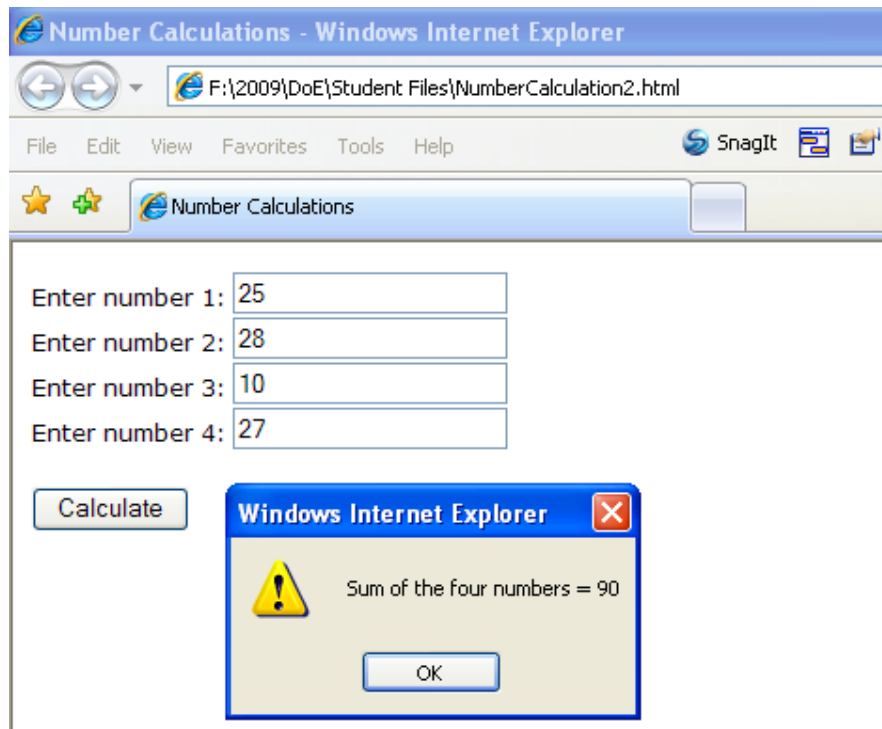 Number Calculations - Windows Internet Explorer
F:\2009\DoE\Student Files\NumberCalculation2.html
File Edit View Favorites Tools Help SnagIt
Number Calculations
Enter number 1: 25
Enter number 2: 28
Enter number 3: 10
Enter number 4: 27
Calculate
Windows Internet Explorer
Sum of the four numbers = 90
OK